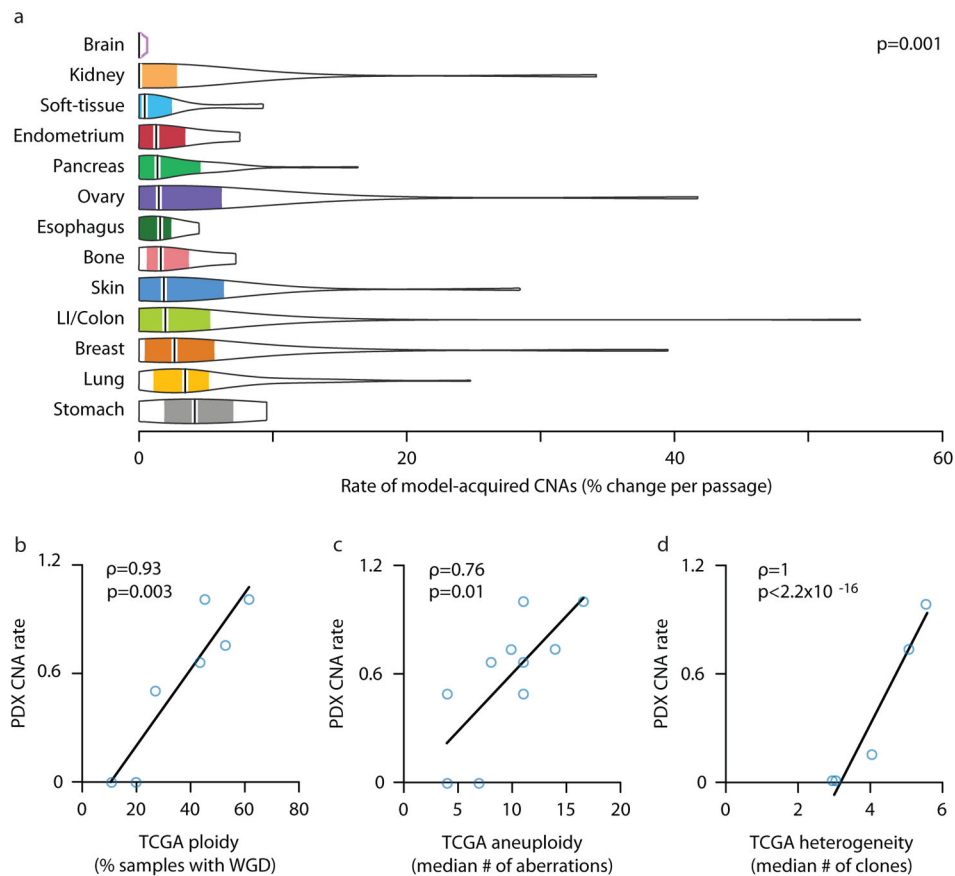 a
p=0.001
Brain
Kidney
Soft-tissue
Endometrium
Pancreas
Ovary
Esophagus
Bone
Skin
LI/Colon
Breast
Lung
Stomach
0 20 40 60
Rate of model-acquired CNAs (% change per passage)
b
ρ=0.93
p=0.003
1.2
0.6
0
PDX CNA rate
0 20 40 60 80
TCGA ploidy
(% samples with WGD)
c
ρ=0.76
p=0.01
1.2
0.6
0
PDX CNA rate
0 5 10 15 20
TCGA aneuploidy
(median # of aberrations)
d
ρ=1
p<2.2x10 -16
1.2
0.6
0
PDX CNA rate
0 2 4 6
TCGA heterogeneity
(median # of clones)